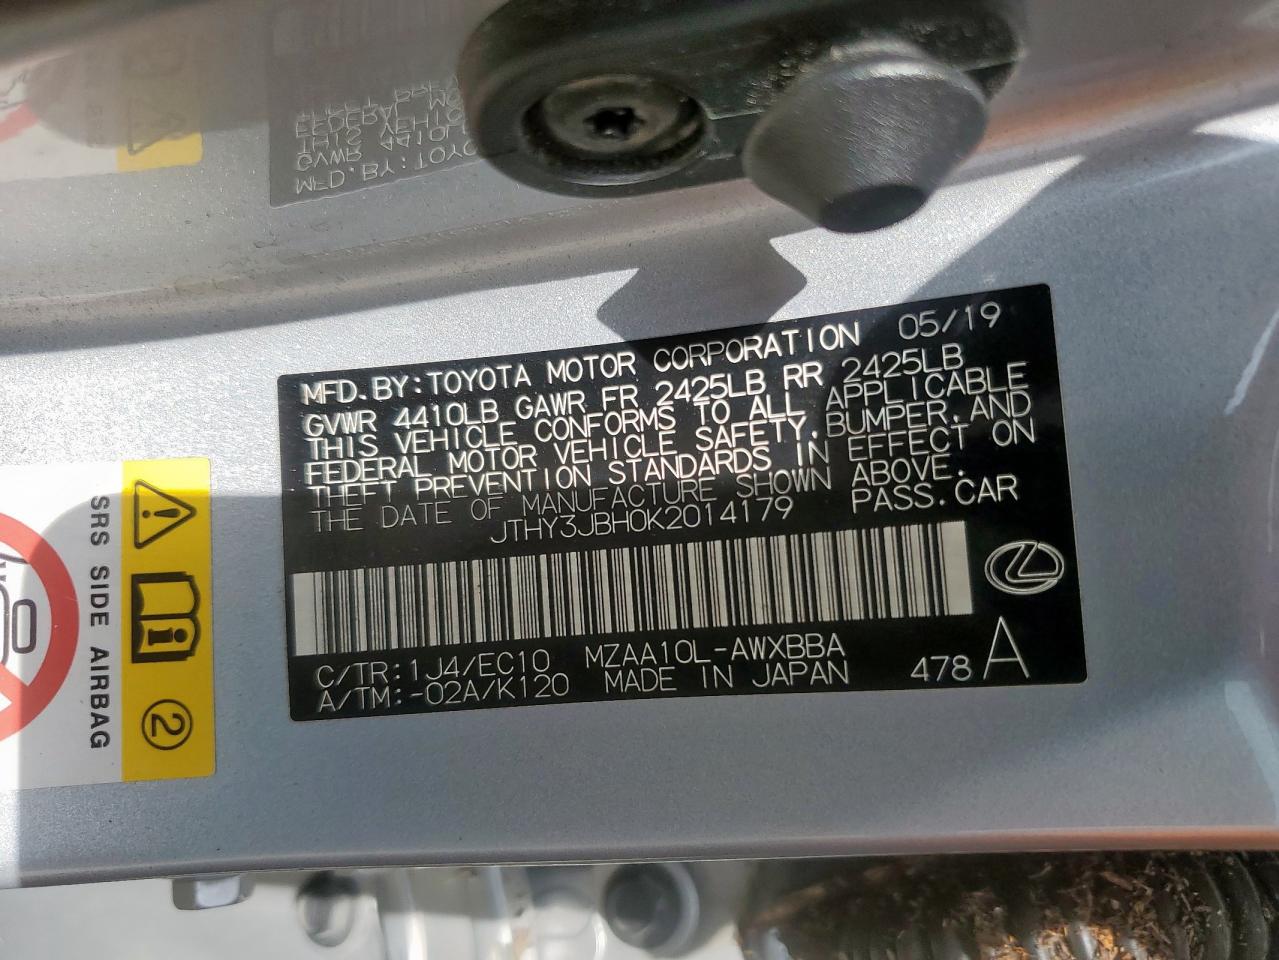 MFD.BY:TOYOTA MOTOR CORPORATION 05/19
GVWR 4410LB GAWR FR 2425LB RR 2425LB
THIS VEHICLE CONFORMS TO ALL APPLICABLE
FEDERAL MOTOR VEHICLE SAFETY, BUMPER, AND
THEFT PREVENTION STANDARDS IN EFFECT ON
THE DATE OF MANUFACTURE SHOWN ABOVE.
JTHY3JBH0K2014179 PASS.CAR
C/TR:1J4/EC10 MZAA10L-AWXBBA
A/TM:-02A/K120 MADE IN JAPAN 478 A
SRS SIDE AIRBAG
2